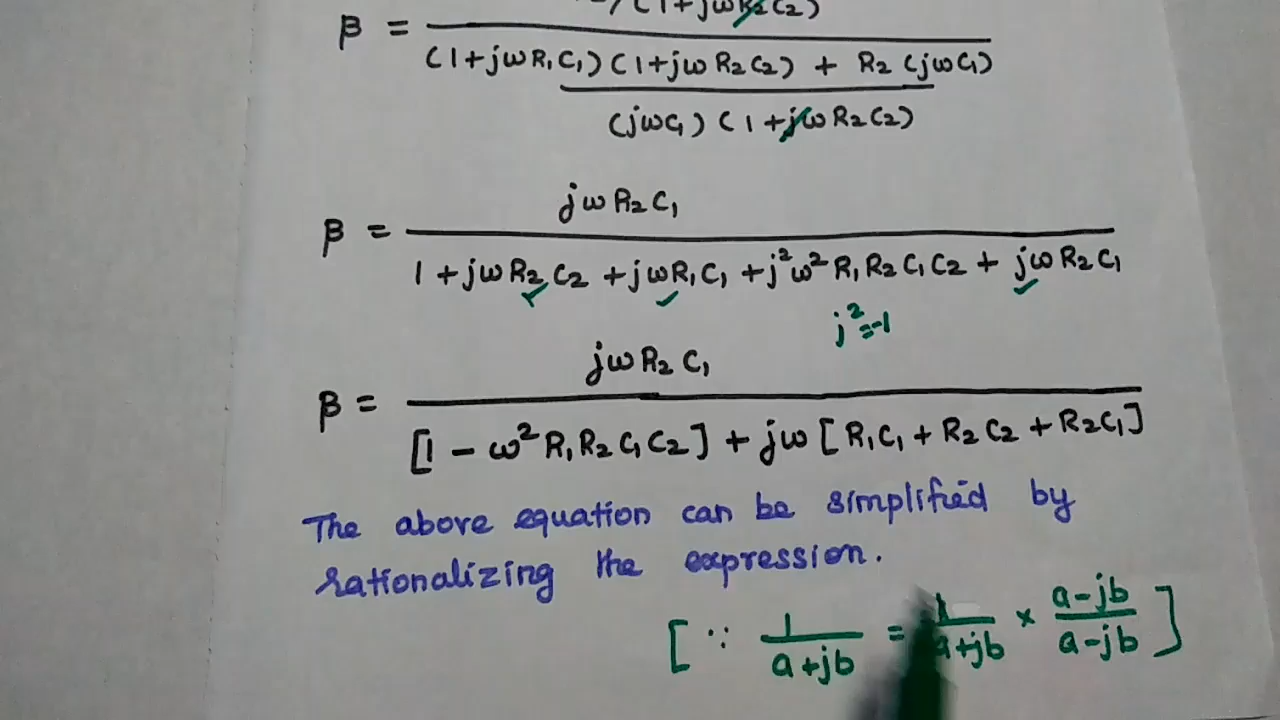 (1+jωR₂C₂)
β =
(1+jωR₁C₁)(1+jωR₂C₂) + R₂(jωC₁)
(jωC₁)(1+jωR₂C₂)
jωR₂C₁
β =
1+jωR₂C₂ +jωR₁C₁ +j²ω²R₁R₂C₁C₂ + jωR₂C₁
j²=-1
jωR₂C₁
β =
[1 - ω²R₁R₂C₁C₂] + jω[R₁C₁ + R₂C₂ + R₂C₁]
The above equation can be simplified by
rationalizing the expression.
[∵ 1/a+jb = 1/a+jb × a-jb/a-jb]